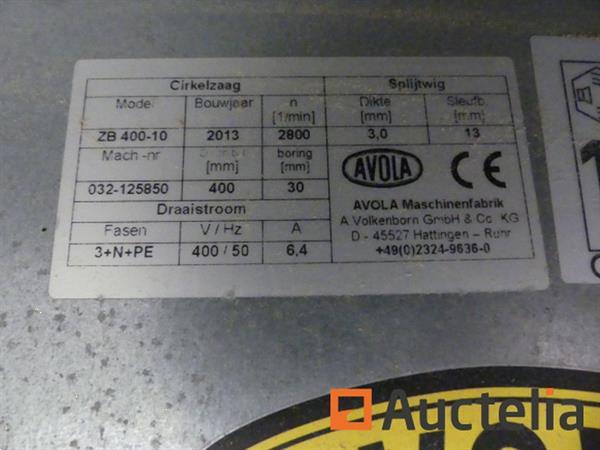 Cirkelzaag Splijtwig
Model Bouwjaar n [1/min] Dikte [mm] Sleufb. [mm]
ZB 400-10 2013 2800 3,0 13
Mach.-nr [mm] boring [mm]
032-125850 400 30
AVOLA CE
Draaistroom
AVOLA Maschinenfabrik
A. Volkenborn GmbH & Co. KG
Fasen V / Hz A
D - 45527 Hattingen – Ruhr
3+N+PE 400 / 50 6,4
+49(0)2324-9636-0
Auctelia